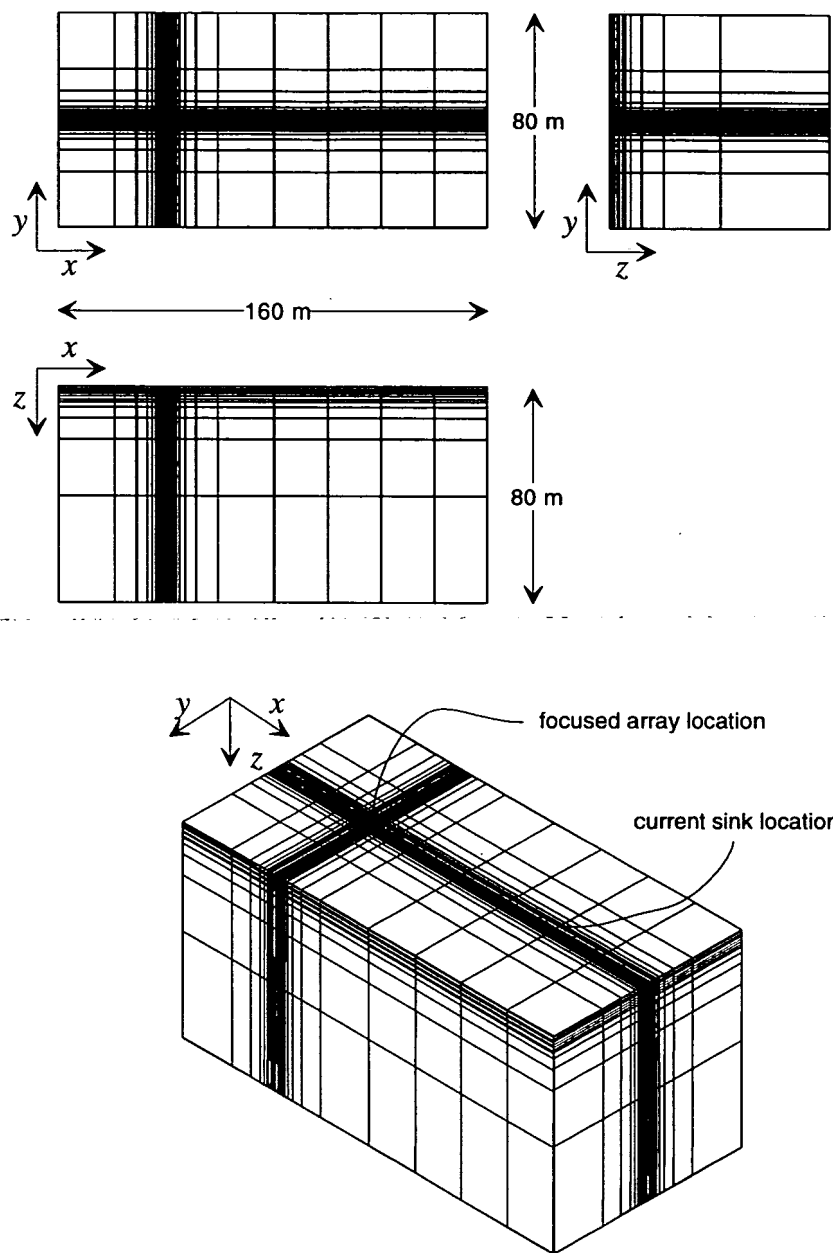 80 m
y
x
y
z
160 m
x
z
80 m
y
x
z
focused array location
current sink location